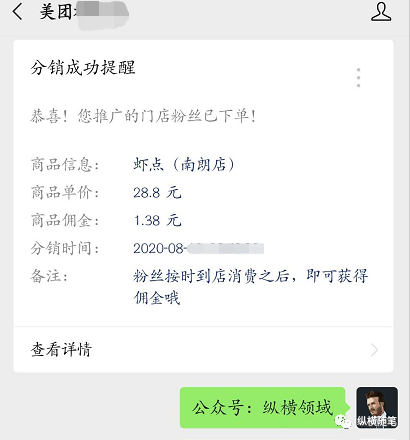 美团
分销成功提醒
恭喜！您推广的门店粉丝已下单！
商品信息： 虾点（南朗店）
商品单价： 28.8 元
商品佣金： 1.38 元
分销时间： 2020-08-
备注： 粉丝按时到店消费之后，即可获得
佣金哦
查看详情
公众号：纵横领域
纵横随笔